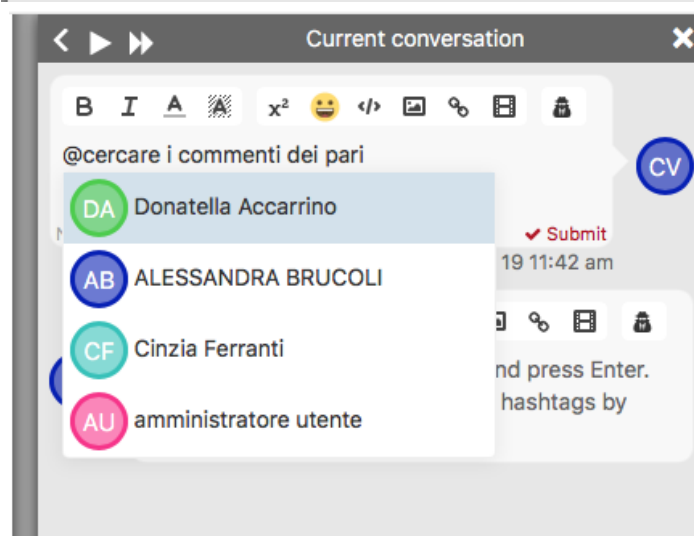 Current conversation
B I A A x² </>
@cercare i commenti dei pari
CV
DA Donatella Accarrino
Submit
19 11:42 am
AB ALESSANDRA BRUCOLI
CF Cinzia Ferranti
nd press Enter.
hashtags by
AU amministratore utente